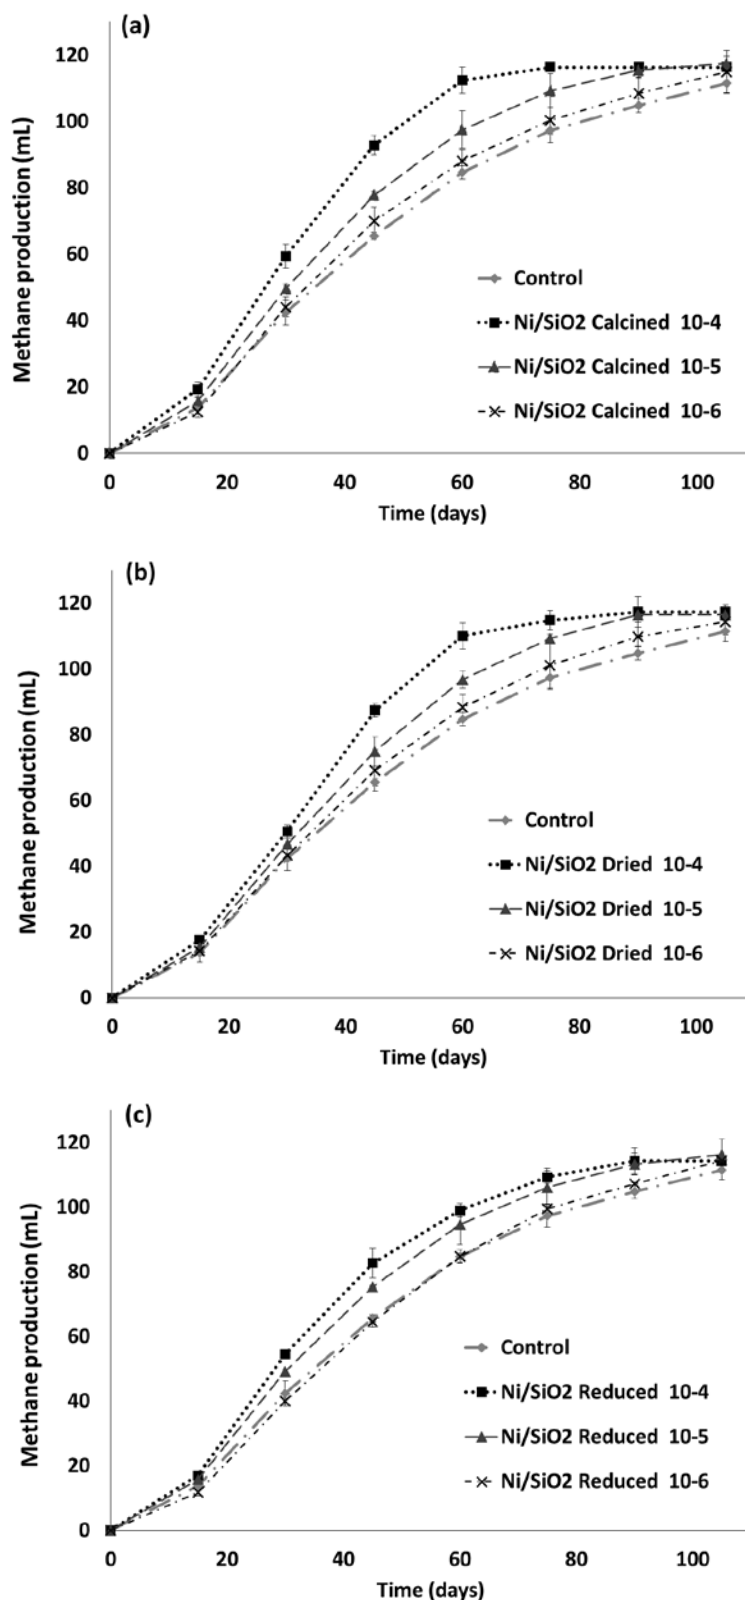 (a)
Methane production (mL)
120
100
80
60
40
20
0
Control
Ni/SiO2 Calcined 10-4
Ni/SiO2 Calcined 10-5
Ni/SiO2 Calcined 10-6
0 20 40 60 80 100
Time (days)
(b)
Methane production (mL)
120
100
80
60
40
20
0
Control
Ni/SiO2 Dried 10-4
Ni/SiO2 Dried 10-5
Ni/SiO2 Dried 10-6
0 20 40 60 80 100
Time (days)
(c)
Methane production (mL)
120
100
80
60
40
20
0
Control
Ni/SiO2 Reduced 10-4
Ni/SiO2 Reduced 10-5
Ni/SiO2 Reduced 10-6
0 20 40 60 80 100
Time (days)